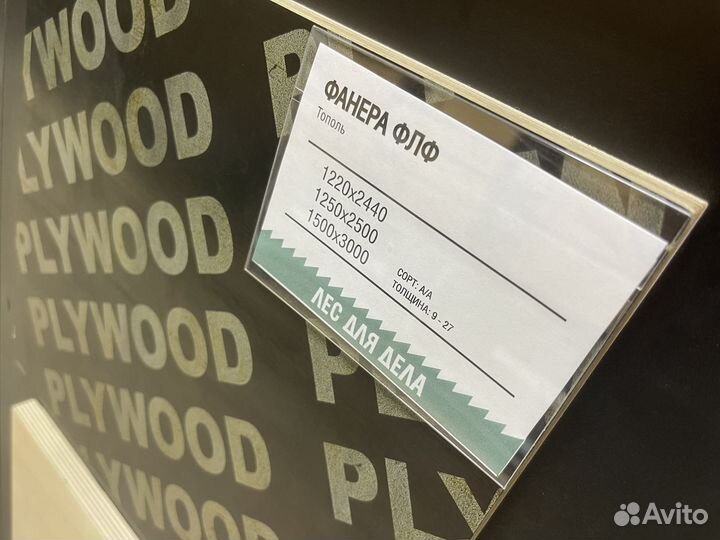 PLYWOOD
PLYWOOD
PLYWOOD
PLYWOOD
PLYWOOD
PLYWOOD
ФАНЕРА ФЛФ
Тополь
1220х2440
1250х2500
1500х3000
СОРТ: А/А
ТОЛЩИНА: 9 - 27
ЛЕС ДЛЯ ДЕЛА
PLY
Avito